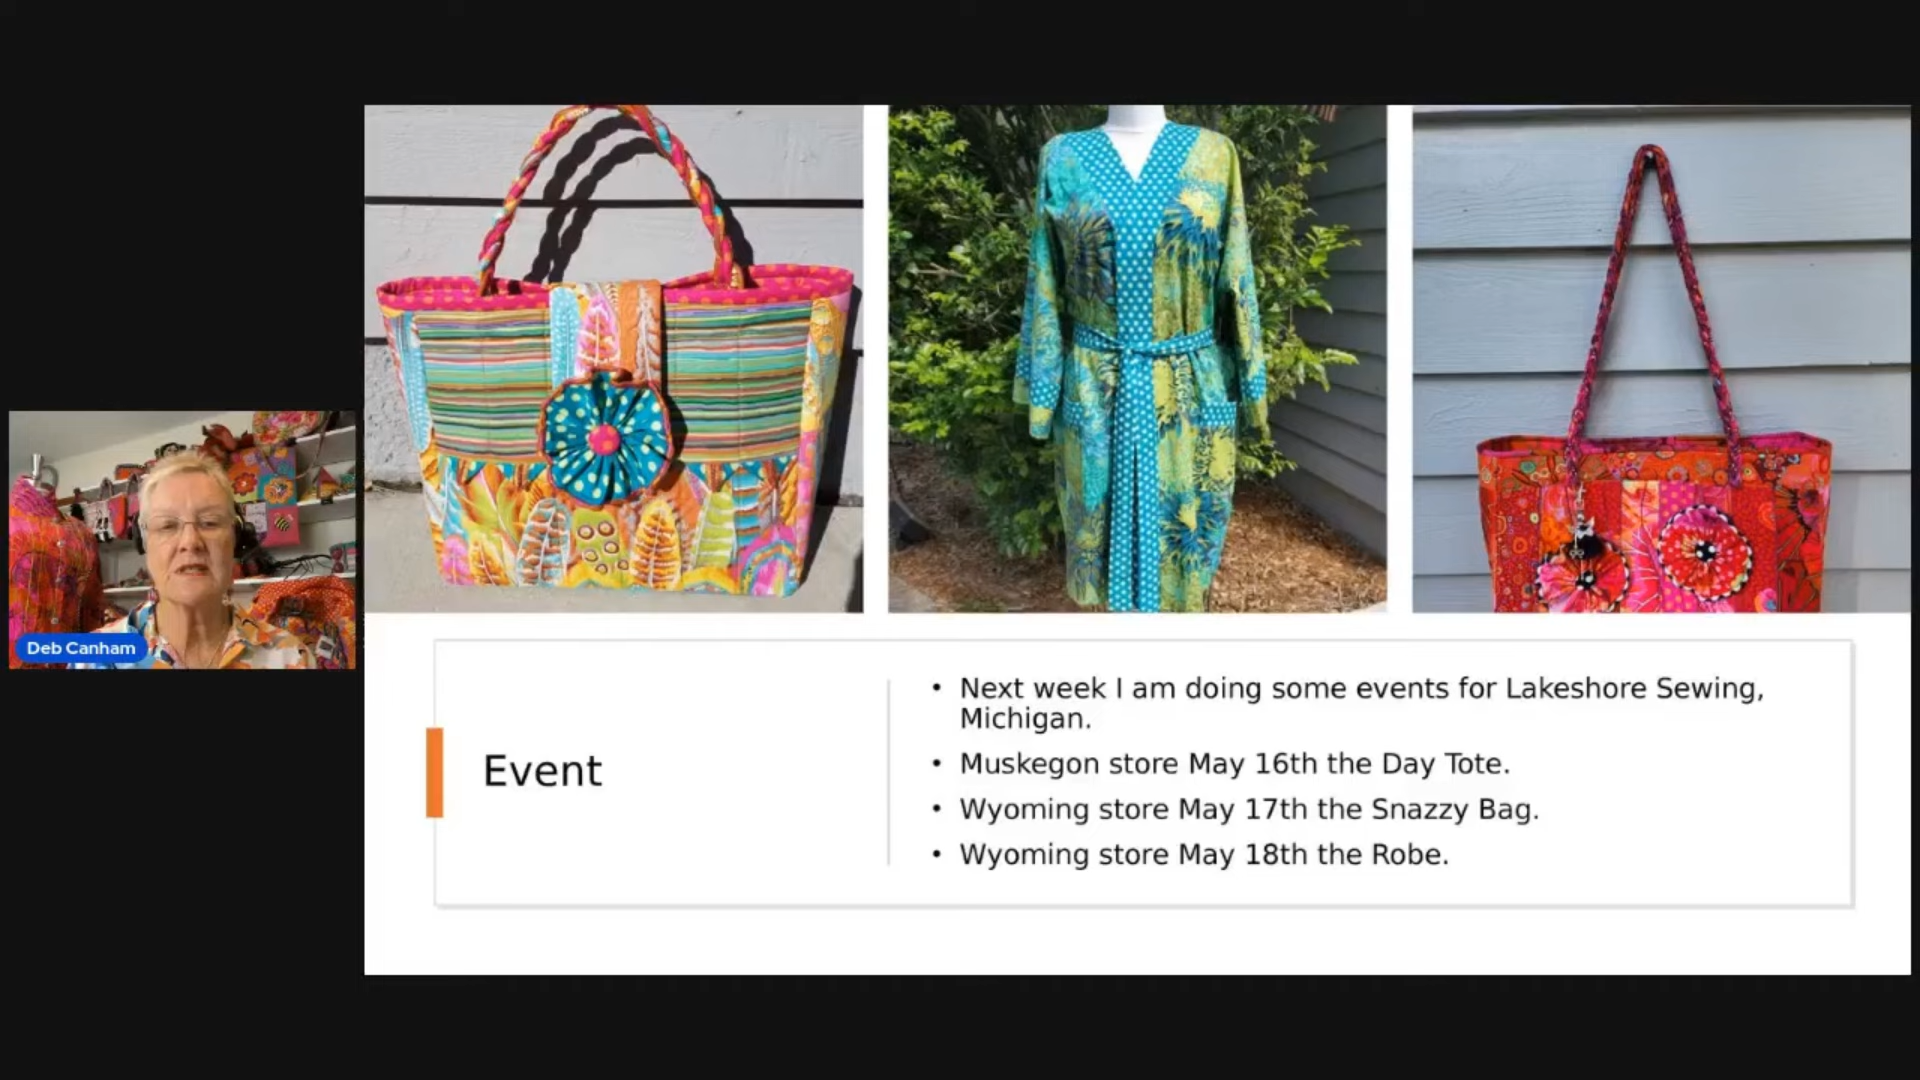 Deb Canham
Event
• Next week I am doing some events for Lakeshore Sewing,
Michigan.
• Muskegon store May 16th the Day Tote.
• Wyoming store May 17th the Snazzy Bag.
• Wyoming store May 18th the Robe.